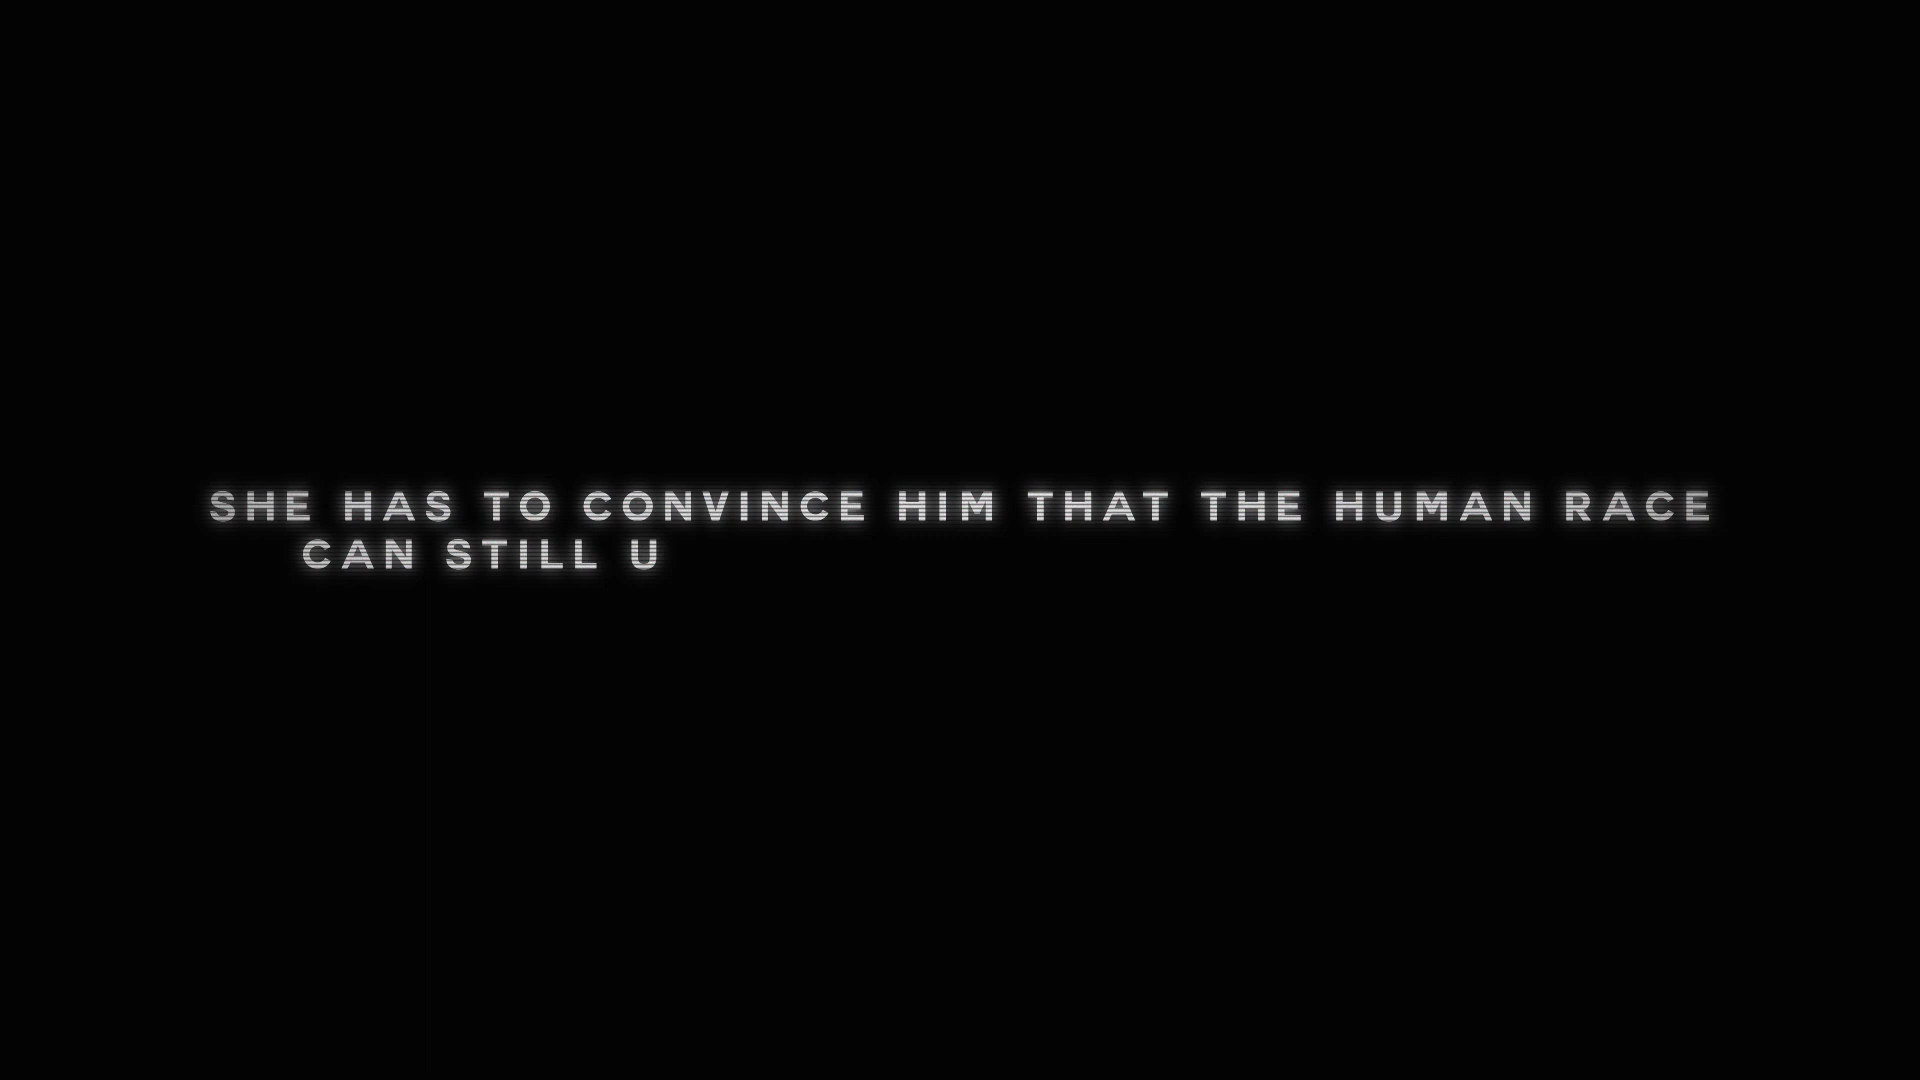 SHE HAS TO CONVINCE HIM THAT THE HUMAN RACE
CAN STILL U